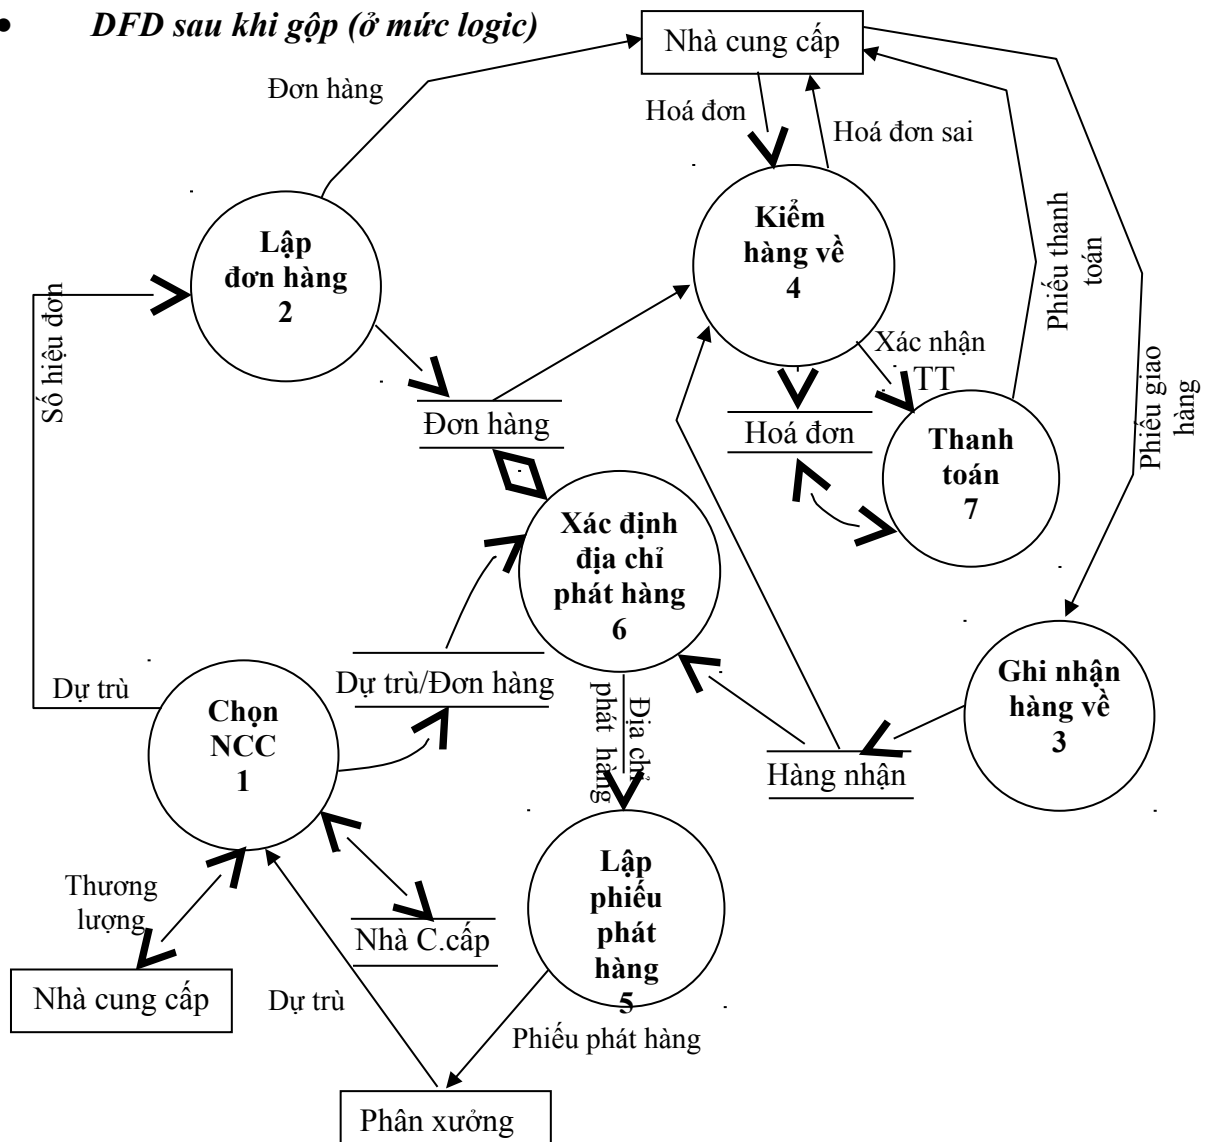 • DFD sau khi gộp (ở mức logic)
Nhà cung cấp
Đơn hàng
Hoá đơn
Hoá đơn sai
Lập
đơn hàng
2
Kiểm
hàng về
4
Phiếu thanh
toán
Số hiệu đơn
Xác nhận
TT
Phiếu giao
hàng
Đơn hàng
Hoá đơn
Thanh
toán
7
Xác định
địa chỉ
phát hàng
6
Dự trù
Dự trù/Đơn hàng
Chọn
NCC
1
Địa chỉ
phát hàng
Ghi nhận
hàng về
3
Hàng nhận
Thương
lượng
Nhà C.cấp
Lập
phiếu
phát
hàng
5
Nhà cung cấp
Dự trù
Phiếu phát hàng
Phân xưởng